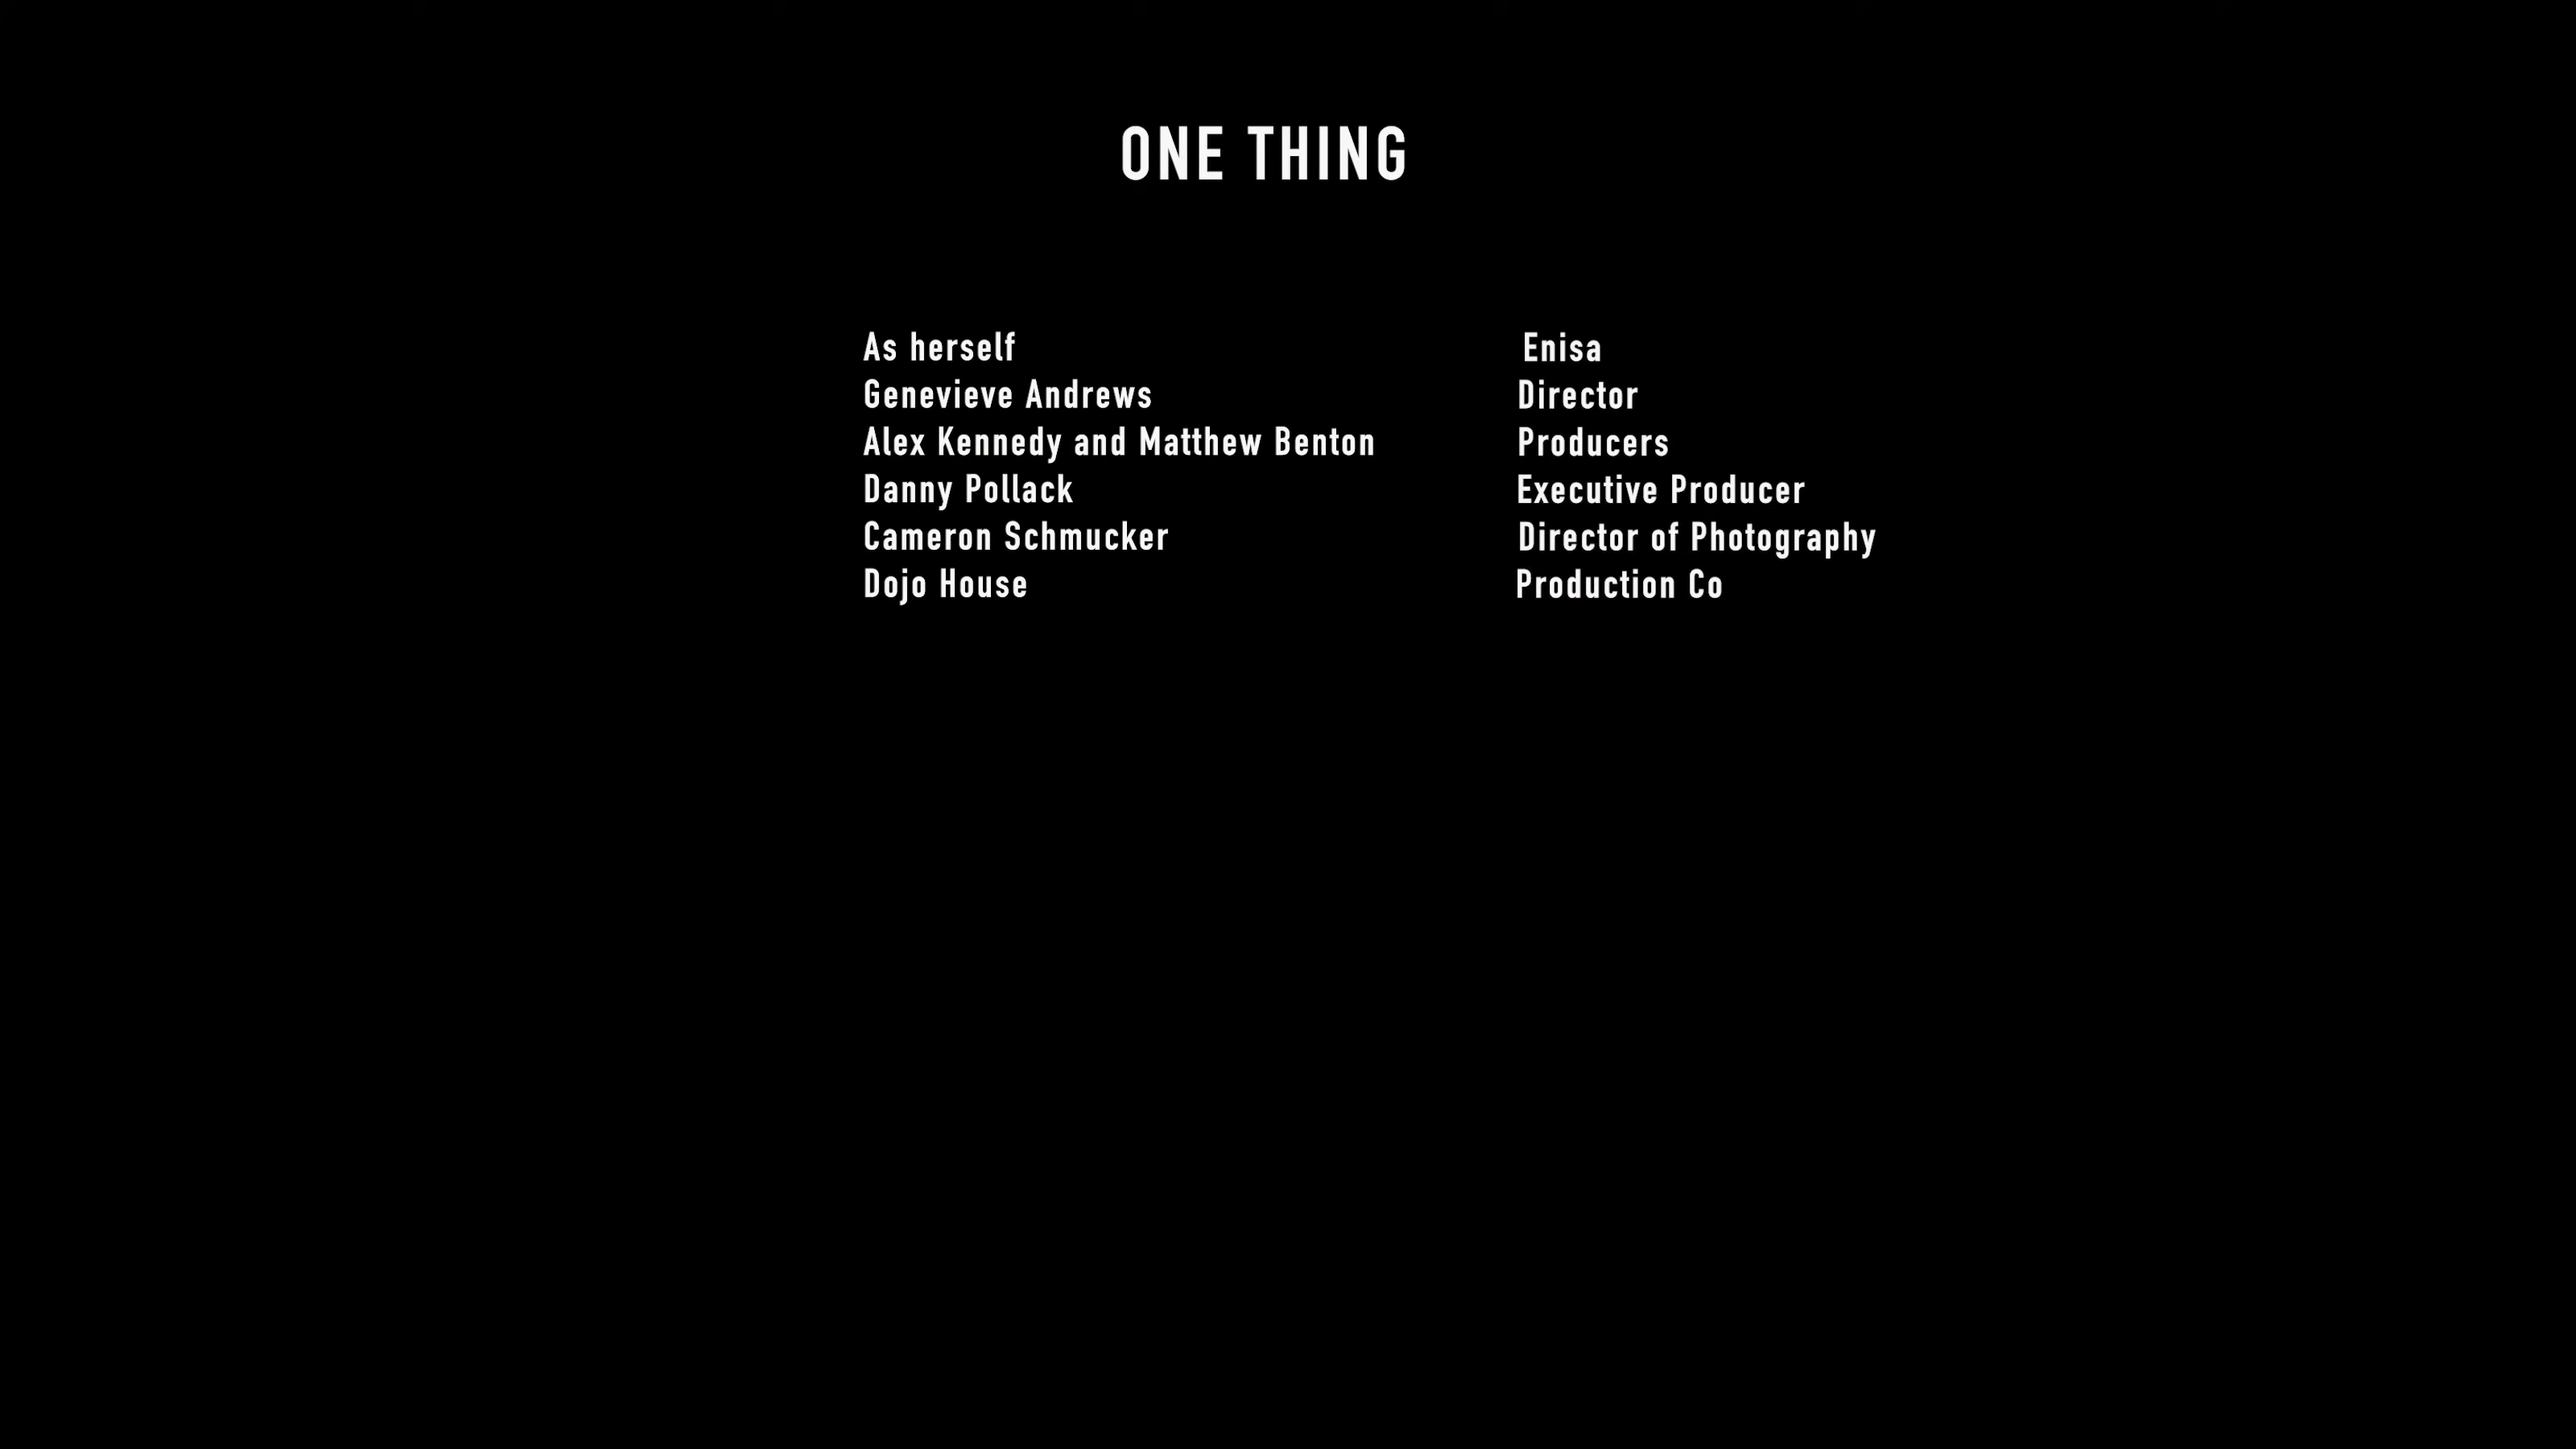 ONE THING
As herself Enisa
Genevieve Andrews Director
Alex Kennedy and Matthew Benton Producers
Danny Pollack Executive Producer
Cameron Schmucker Director of Photography
Dojo House Production Co